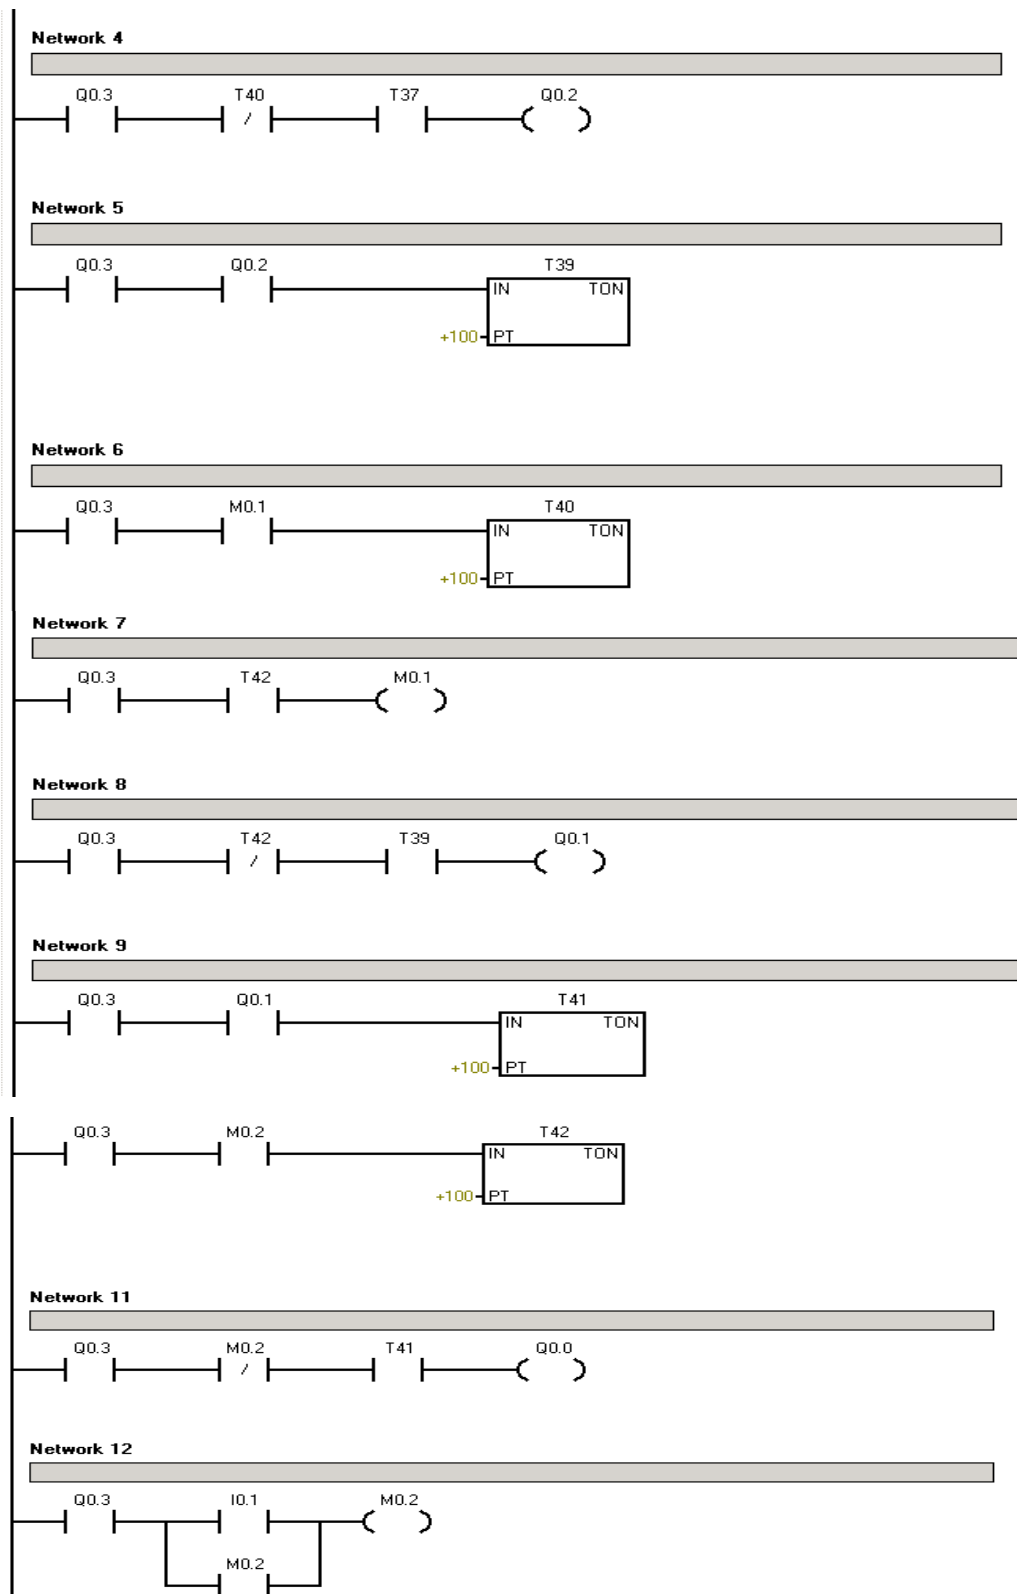 Network 4
Q0.3 T40 T37 Q0.2
/
Network 5
Q0.3 Q0.2 T39
IN TON
+100 PT
Network 6
Q0.3 M0.1 T40
IN TON
+100 PT
Network 7
Q0.3 T42 M0.1
Network 8
Q0.3 T42 T39 Q0.1
/
Network 9
Q0.3 Q0.1 T41
IN TON
+100 PT
Q0.3 M0.2 T42
IN TON
+100 PT
Network 11
Q0.3 M0.2 T41 Q0.0
/
Network 12
Q0.3 I0.1 M0.2
M0.2